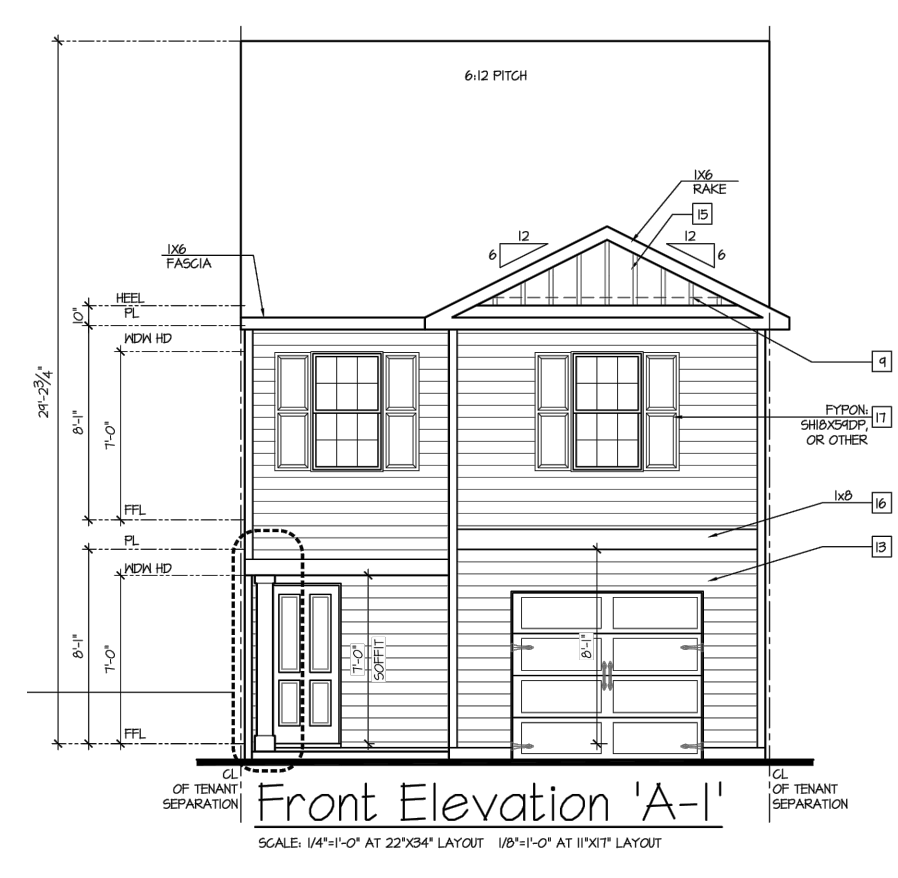 6:12 PITCH
1X6
RAKE
15
12
6
12
6
1X6
FASCIA
HEEL
PL
10"
WDW HD
9
29'-2 3/4"
8'-1"
7'-0"
FYPON:
SH18X59DP,
OR OTHER
17
FFL
1x8
16
PL
13
WDW HD
8'-1"
7'-0"
7'-0"
SOFFIT
8'-1"
FFL
CL
OF TENANT
SEPARATION
CL
OF TENANT
SEPARATION
Front Elevation 'A-1'
SCALE: 1/4"=1'-0" AT 22"X34" LAYOUT 1/8"=1'-0" AT 11"X17" LAYOUT